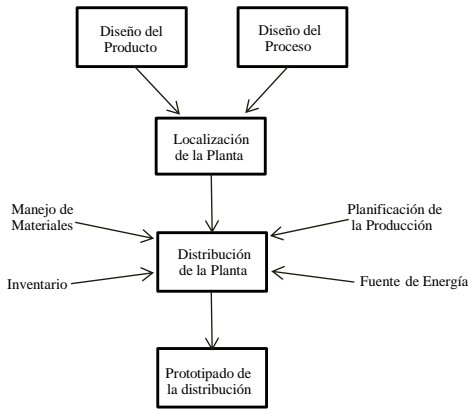 Diseño del
Producto
Diseño del
Proceso
Localización
de la Planta
Manejo de
Materiales
Planificación de
la Producción
Distribución
de la Planta
Inventario
Fuente de Energía
Prototipado de
la distribución